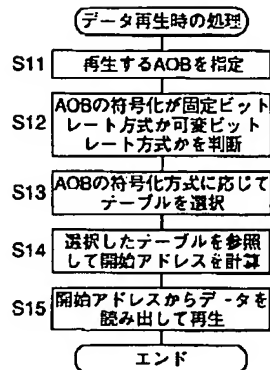 データ再生時の処理
S11
再生するAOBを指定
S12
AOBの符号化が固定ビット
レート方式か可変ビット
レート方式かを判断
S13
AOBの符号化方式に応じて
テーブルを選択
S14
選択したテーブルを参照
して開始アドレスを計算
S15
開始アドレスからデータを
読み出して再生
エンド